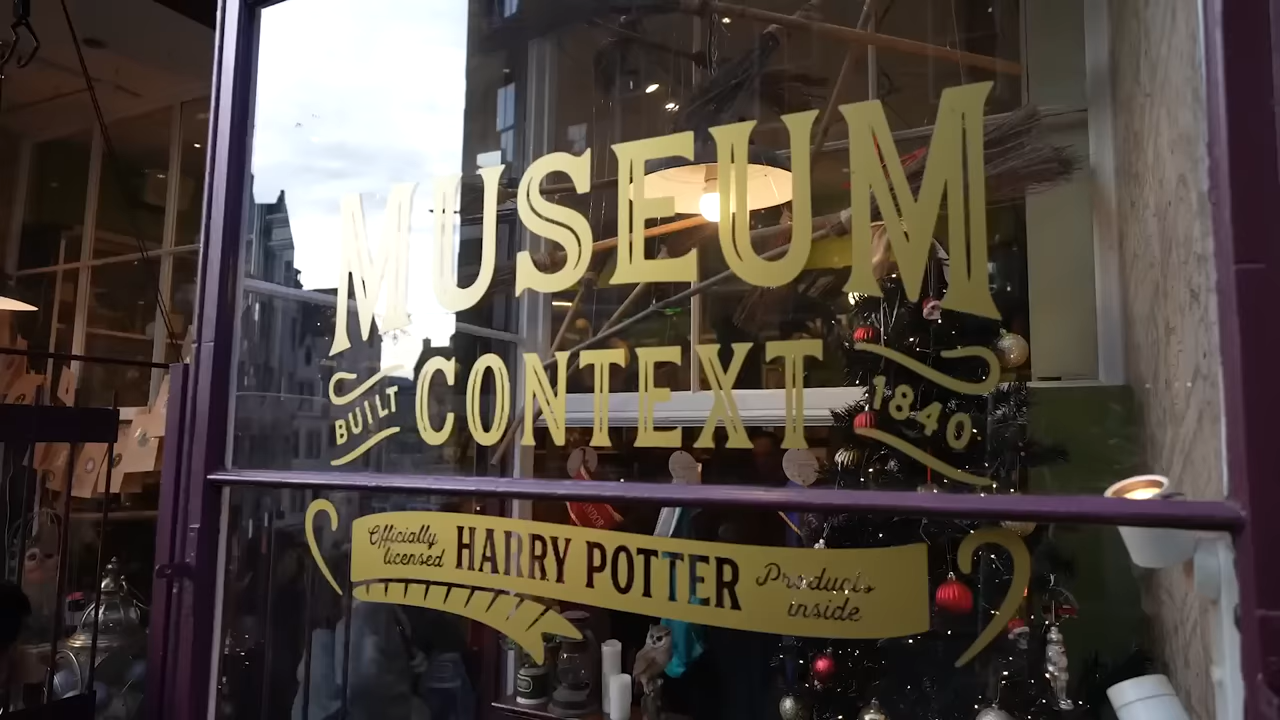 MUSEUM
BUILT CONTEXT 1840
Officially licensed HARRY POTTER Products inside